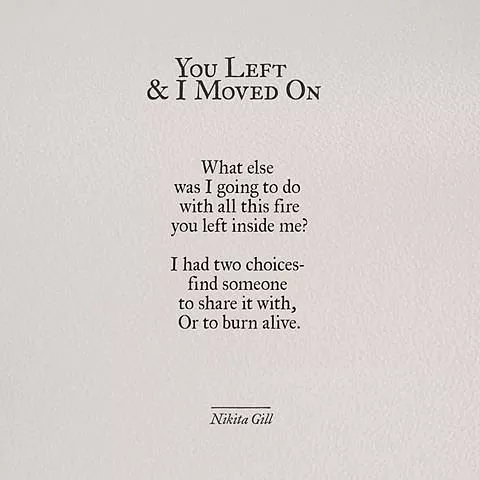 You Left
& I Moved On
What else
was I going to do
with all this fire
you left inside me?
I had two choices-
find someone
to share it with,
Or to burn alive.
Nikita Gill